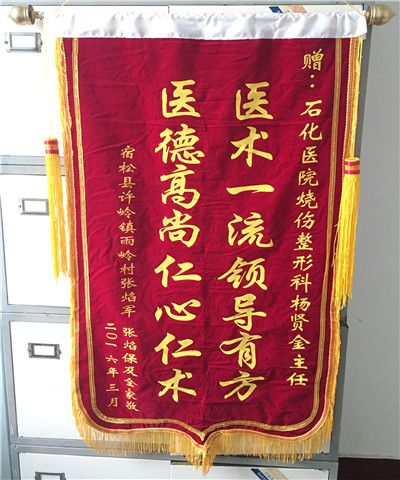 赠：石化医院烧伤整形科杨贤金主任
医术一流领导有方
医德高尚仁心仁术
宿松县许岭镇雨岭村张焰军
张焰保及全家敬
二〇一六年三月